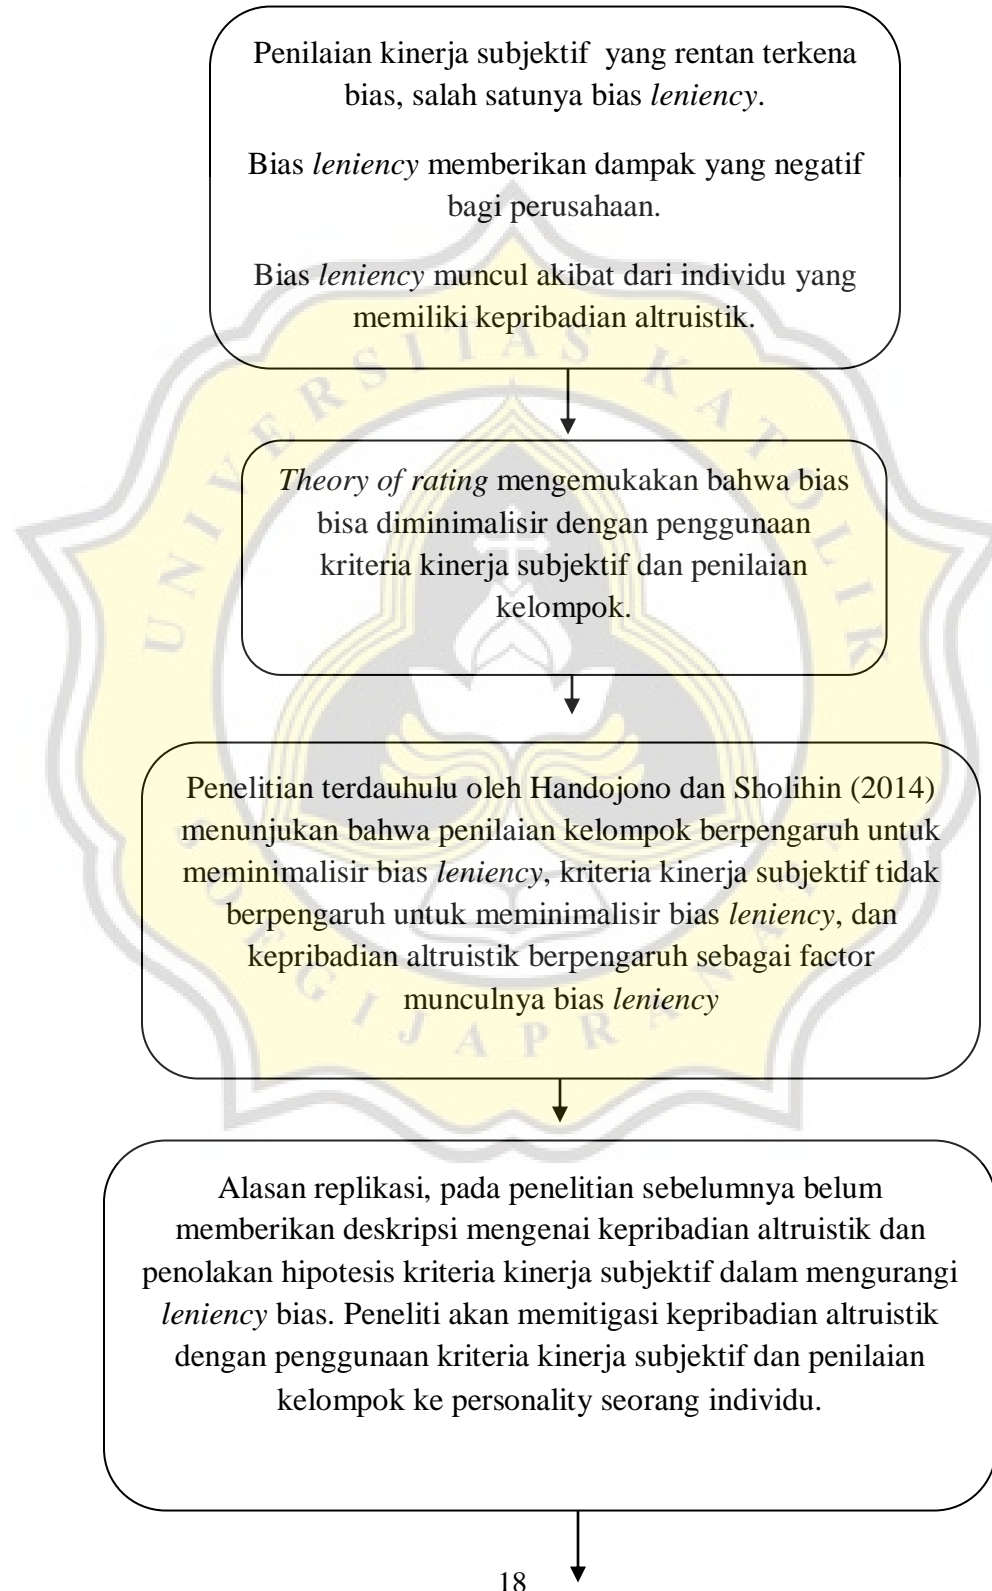 Penilaian kinerja subjektif yang rentan terkena
bias, salah satunya bias leniency.
Bias leniency memberikan dampak yang negatif
bagi perusahaan.
Bias leniency muncul akibat dari individu yang
memiliki kepribadian altruistik.
Theory of rating mengemukakan bahwa bias
bisa diminimalisir dengan penggunaan
kriteria kinerja subjektif dan penilaian
kelompok.
Penelitian terdauhulu oleh Handojono dan Sholihin (2014)
menunjukan bahwa penilaian kelompok berpengaruh untuk
meminimalisir bias leniency, kriteria kinerja subjektif tidak
berpengaruh untuk meminimalisir bias leniency, dan
kepribadian altruistik berpengaruh sebagai factor
munculnya bias leniency
Alasan replikasi, pada penelitian sebelumnya belum
memberikan deskripsi mengenai kepribadian altruistik dan
penolakan hipotesis kriteria kinerja subjektif dalam mengurangi
leniency bias. Peneliti akan memitigasi kepribadian altruistik
dengan penggunaan kriteria kinerja subjektif dan penilaian
kelompok ke personality seorang individu.
18
UNIVERSITAS KATOLIK
SOEGIJAPRANATA